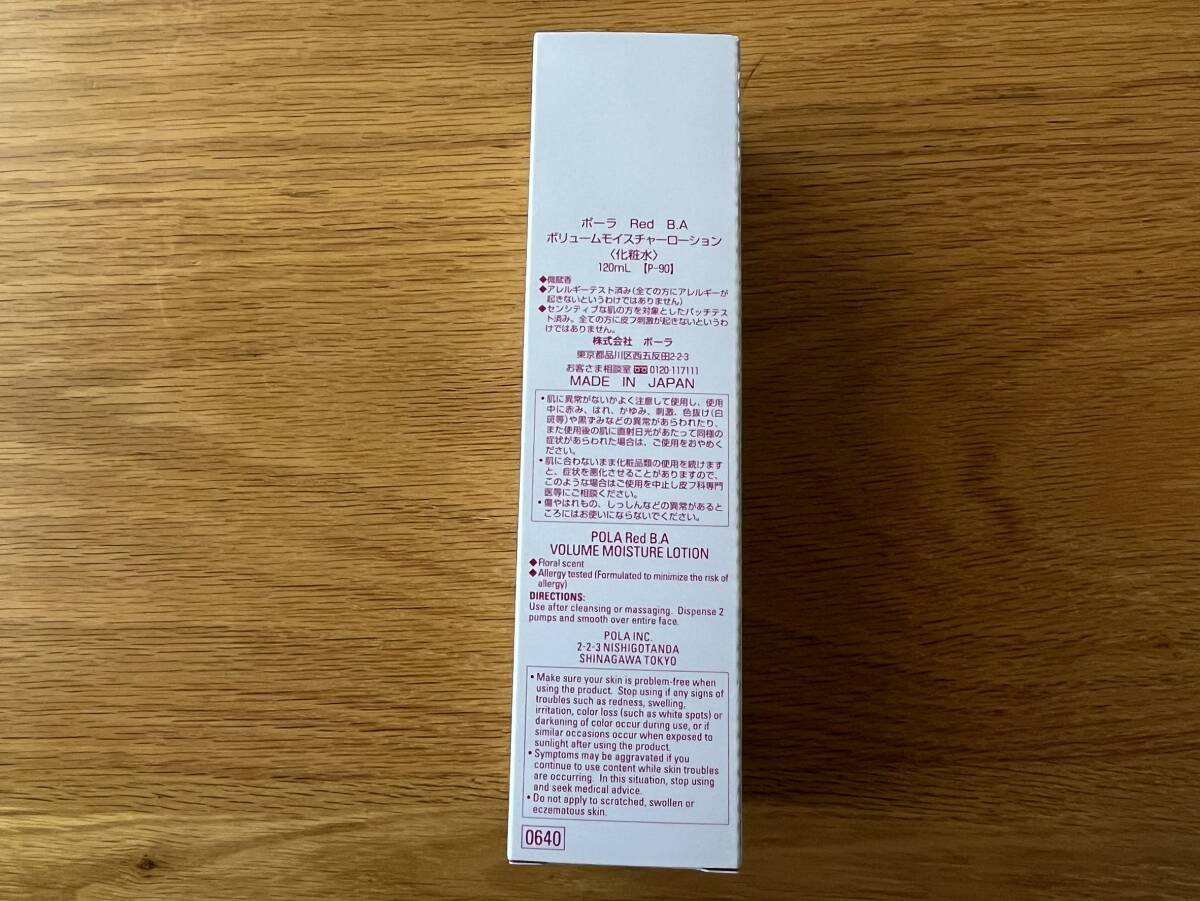 ポーラ Red B.A
ボリュームモイスチャーローション
〈化粧水〉
120mL 【P-90】
◆微賦香
◆アレルギーテスト済み(全ての方にアレルギーが
起きないというわけではありません)
◆センシティブな肌の方を対象としたパッチテス
ト済み。全ての方に皮フ刺激が起きないというわ
けではありません。
株式会社 ポーラ
東京都品川区西五反田2-2-3
お客さま相談室 0120-117111
MADE IN JAPAN
・肌に異常がないかよく注意して使用し、使用
中に赤み、はれ、かゆみ、刺激、色抜け(白
斑等)や黒ずみなどの異常があらわれたり、
また使用後の肌に直射日光があたって同様の
症状があらわれた場合は、ご使用をおやめく
ださい。
・肌に合わないまま化粧品類の使用を続けます
と、症状を悪化させることがありますので、
このような場合はご使用を中止し皮フ科専門
医等にご相談ください。
・傷やはれもの、しっしんなどの異常があると
ころにはお使いにならないでください。
POLA Red B.A
VOLUME MOISTURE LOTION
◆Floral scent
◆Allergy tested (Formulated to minimize the risk of
allergy)
DIRECTIONS:
Use after cleansing or massaging. Dispense 2
pumps and smooth over entire face.
POLA INC.
2-2-3 NISHIGOTANDA
SHINAGAWA TOKYO
• Make sure your skin is problem-free when
using the product. Stop using if any signs of
troubles such as redness, swelling,
irritation, color loss (such as white spots) or
darkening of color occur during use, or if
similar occasions occur when exposed to
sunlight after using the product.
• Symptoms may be aggravated if you
continue to use content while skin troubles
are occurring. In this situation, stop using
and seek medical advice.
• Do not apply to scratched, swollen or
eczematous skin.
0640